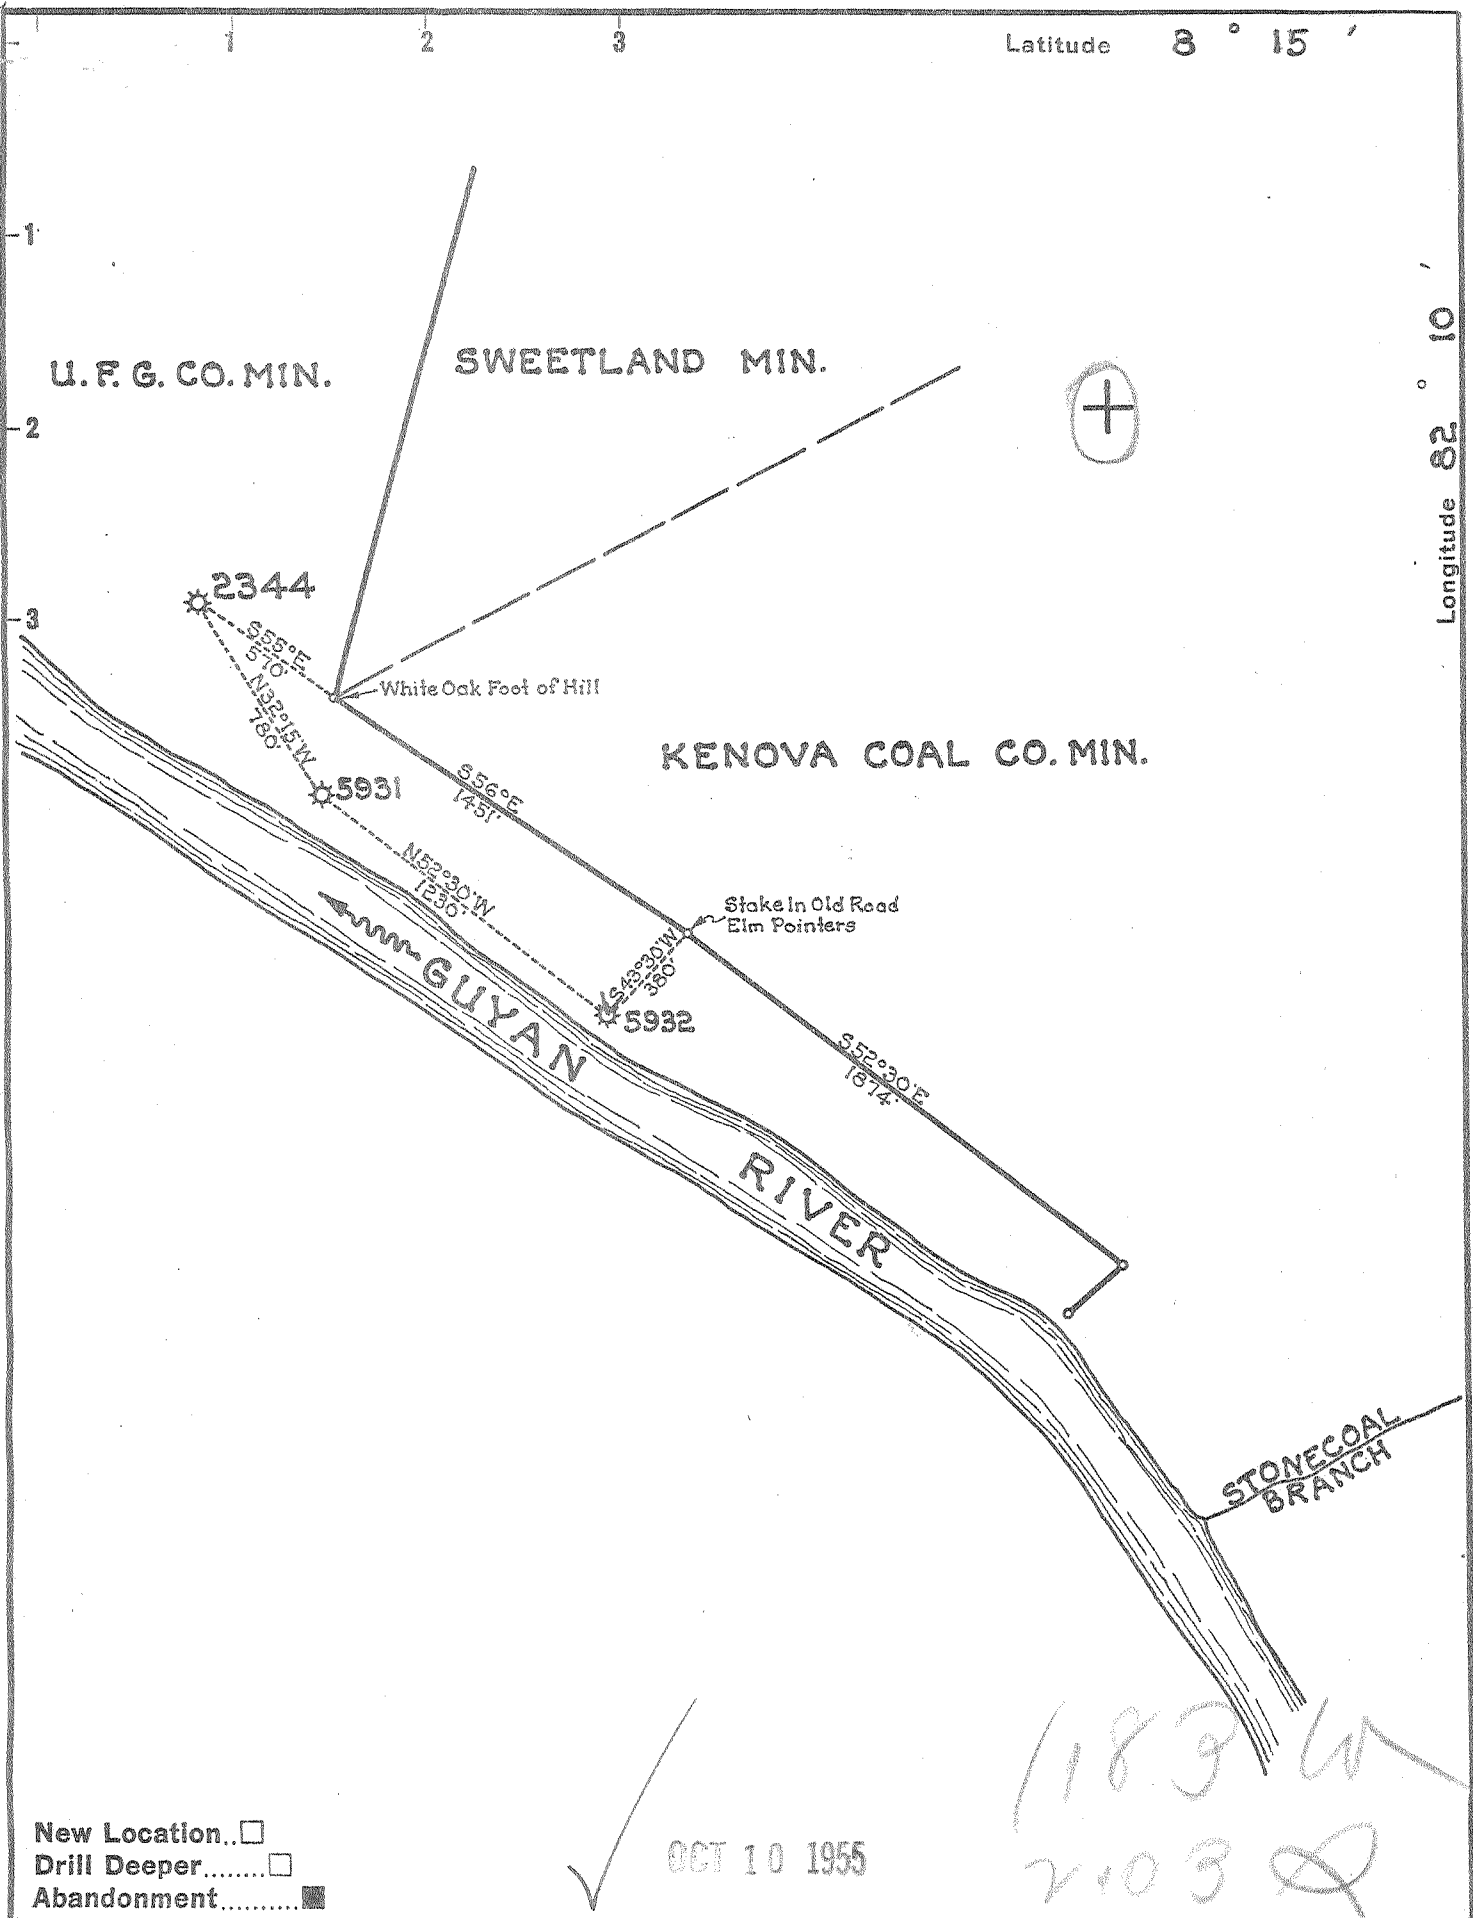 1 2 3 Latitude 8 ° 15 '
1
2
3
Longitude 82 ° 10 '
U.F.G. CO. MIN.
SWEETLAND MIN.
2344
S55°E
570'
White Oak Foot of Hill
N32°15'W
780'
5931
KENOVA COAL CO. MIN.
S56°E
1451'
N52°30'W
1230'
Stake In Old Road
Elm Pointers
S43°30'W
380'
5932
GUYAN
RIVER
S52°30'E
1874'
STONECOAL
BRANCH
New Location..
Drill Deeper........
Abandonment..........
OCT 10 1955